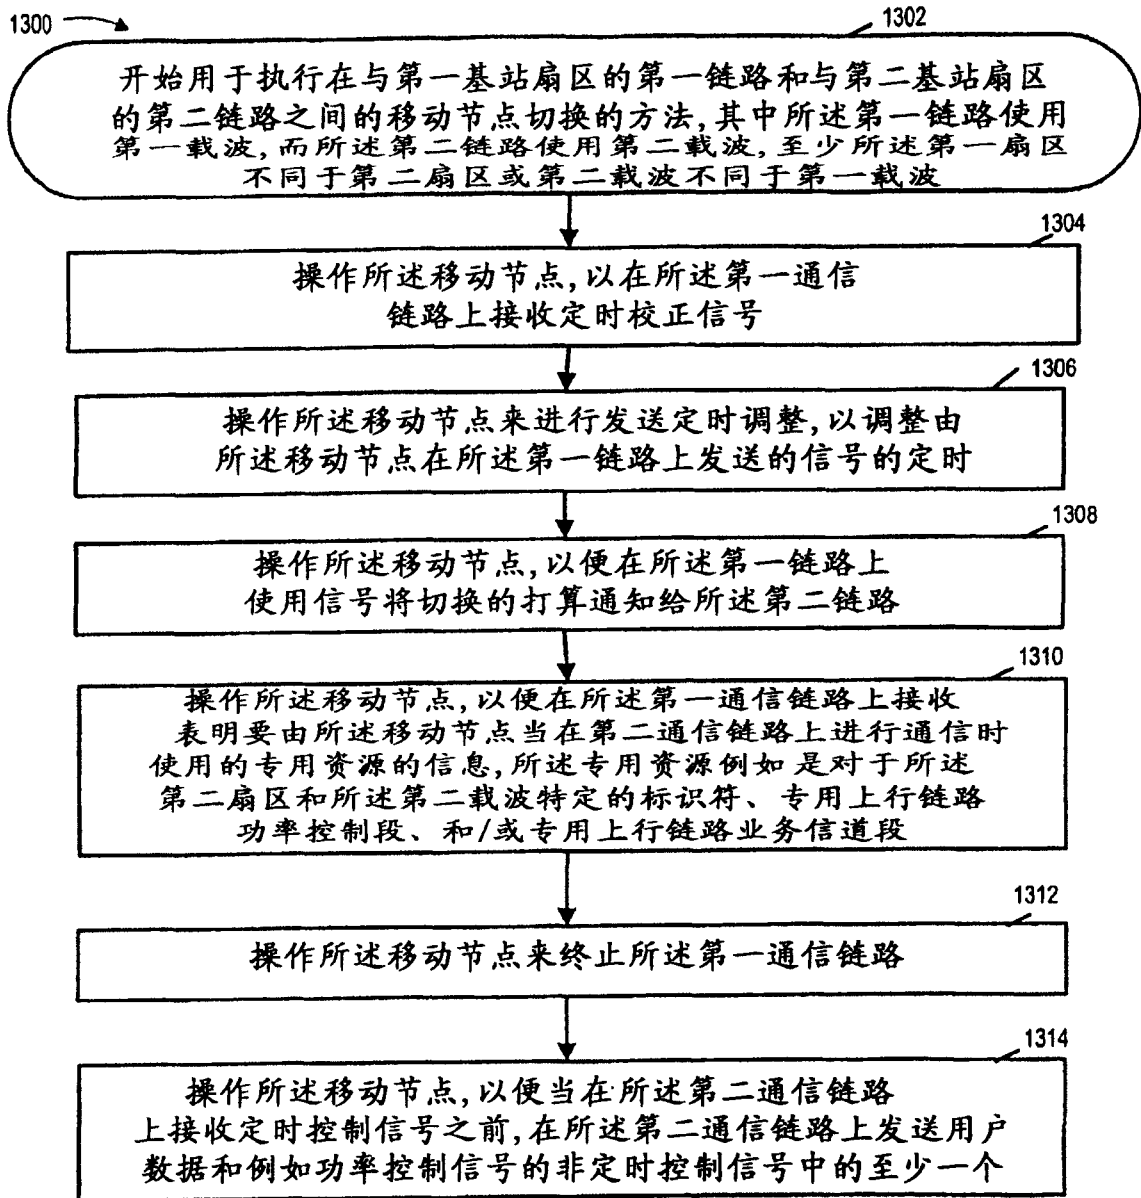 1300
1302
开始用于执行在与第一基站扇区的第一链路和与第二基站扇区
的第二链路之间的移动节点切换的方法,其中所述第一链路使用
第一载波,而所述第二链路使用第二载波,至少所述第一扇区
不同于第二扇区或第二载波不同于第一载波
1304
操作所述移动节点,以在所述第一通信
链路上接收定时校正信号
1306
操作所述移动节点来进行发送定时调整,以调整由
所述移动节点在所述第一链路上发送的信号的定时
1308
操作所述移动节点,以便在所述第一链路上
使用信号将切换的打算通知给所述第二链路
1310
操作所述移动节点,以便在所述第一通信链路上接收
表明要由所述移动节点当在第二通信链路上进行通信时
使用的专用资源的信息,所述专用资源例如是对于所述
第二扇区和所述第二载波特定的标识符、专用上行链路
功率控制段、和/或专用上行链路业务信道段
1312
操作所述移动节点来终止所述第一通信链路
1314
操作所述移动节点,以便当在所述第二通信链路
上接收定时控制信号之前,在所述第二通信链路上发送用户
数据和例如功率控制信号的非定时控制信号中的至少一个